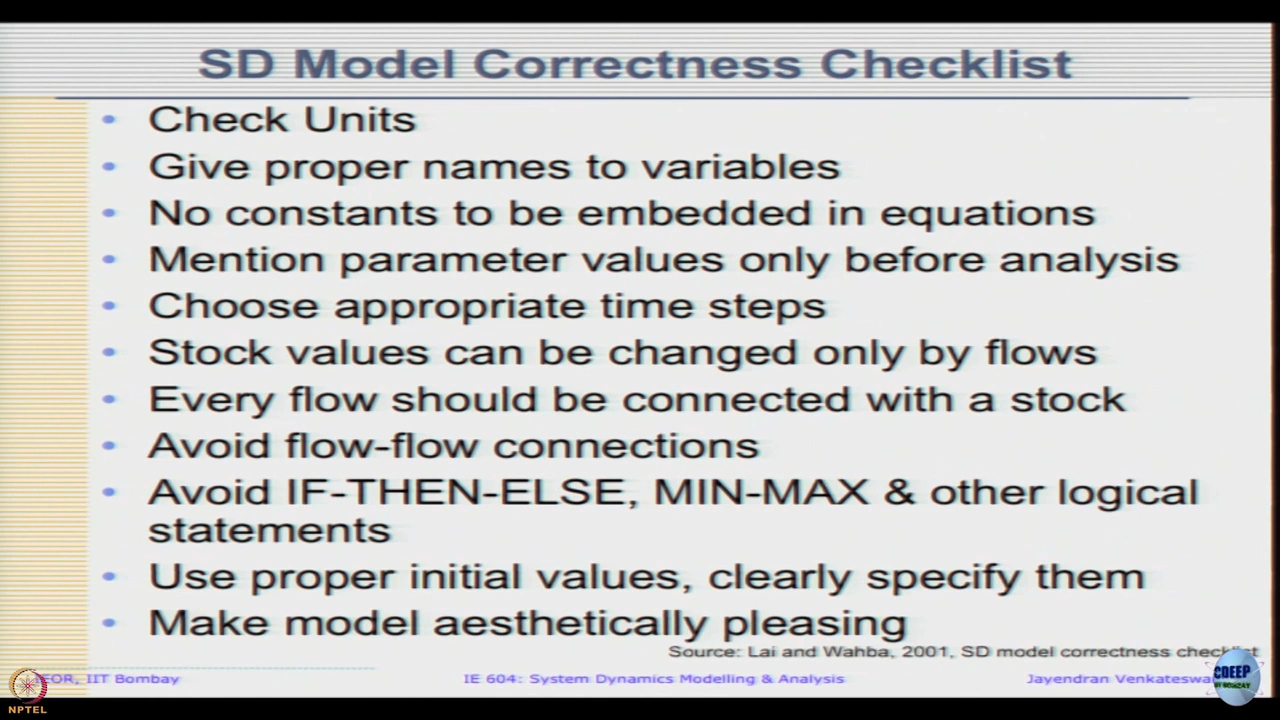 SD Model Correctness Checklist
• Check Units
• Give proper names to variables
• No constants to be embedded in equations
• Mention parameter values only before analysis
• Choose appropriate time steps
• Stock values can be changed only by flows
• Every flow should be connected with a stock
• Avoid flow-flow connections
• Avoid IF-THEN-ELSE, MIN-MAX & other logical
statements
• Use proper initial values, clearly specify them
• Make model aesthetically pleasing
Source: Lai and Wahba, 2001, SD model correctness checklist
IEOR, IIT Bombay IE 604: System Dynamics Modelling & Analysis Jayendran
CDEEP
IIT BOMBAY
NPTEL